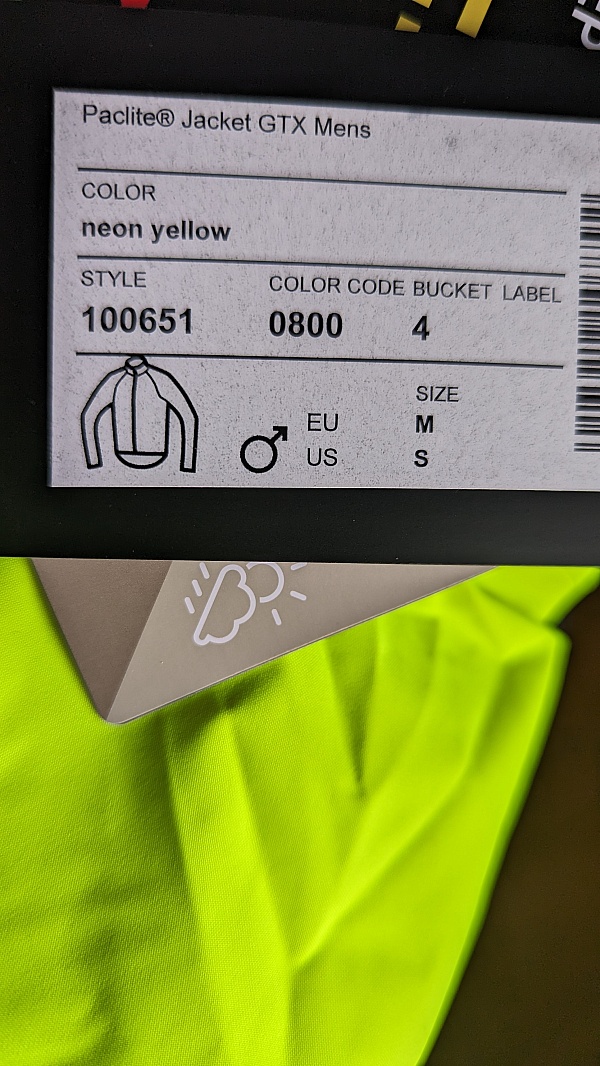 Paclite® Jacket GTX Mens
COLOR
neon yellow
STYLE COLOR CODE BUCKET LABEL
100651 0800 4
SIZE
EU M
US S